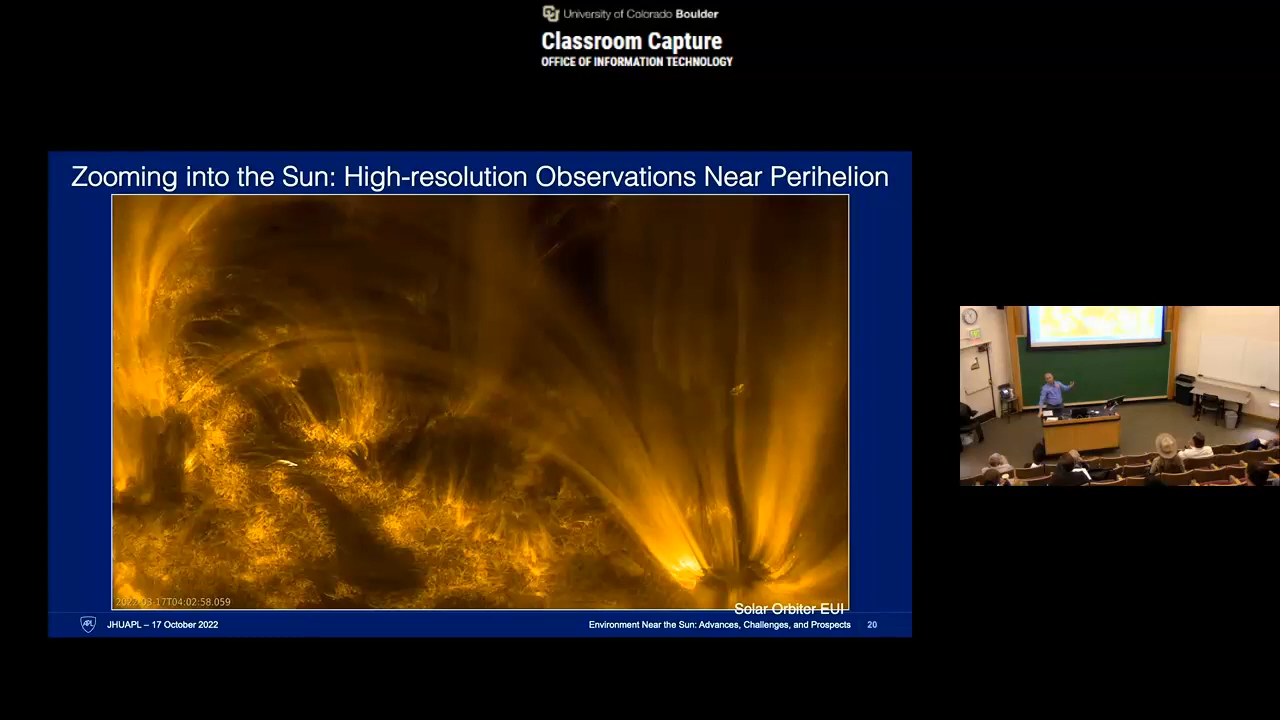 University of Colorado Boulder
Classroom Capture
OFFICE OF INFORMATION TECHNOLOGY
Zooming into the Sun: High-resolution Observations Near Perihelion
2022-03-17T04:02:58.059
Solar Orbiter EUI
APL
JHUAPL – 17 October 2022
Environment Near the Sun: Advances, Challenges, and Prospects
20